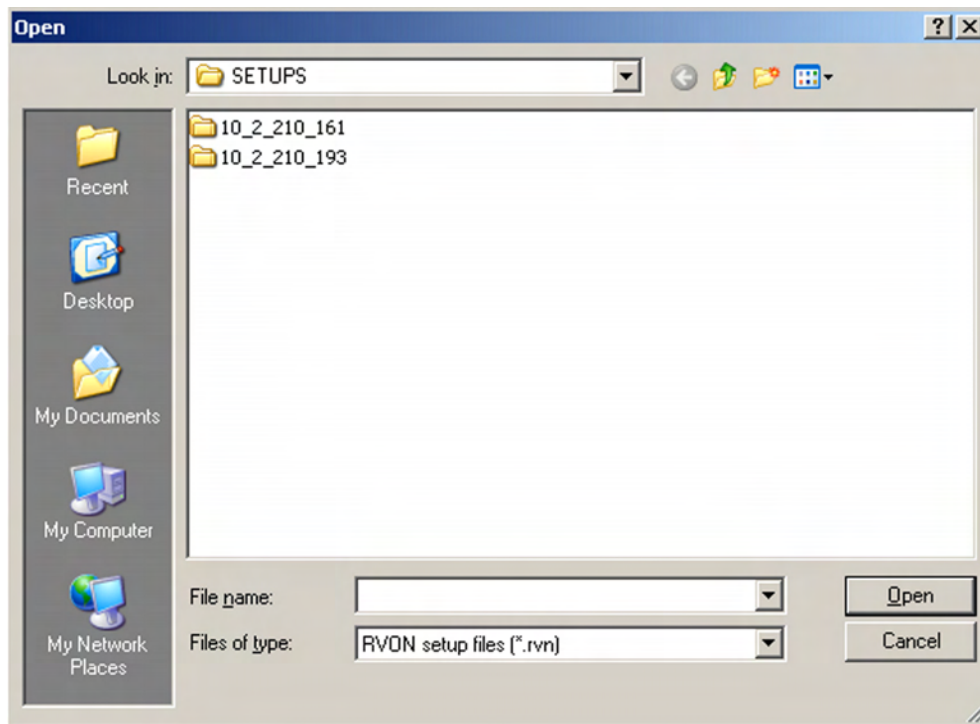 Open
Look in: SETUPS
10_2_210_161
10_2_210_193
Recent
Desktop
My Documents
My Computer
My Network
Places
File name:
Open
Files of type: RVON setup files (*.rvn)
Cancel